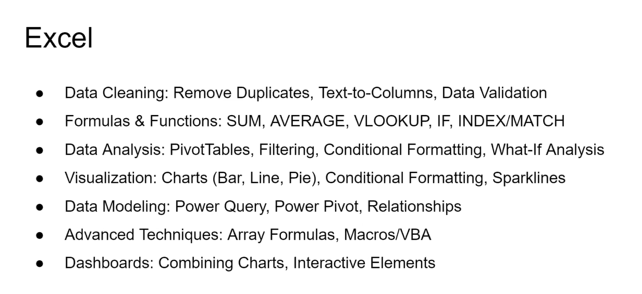 Excel
● Data Cleaning: Remove Duplicates, Text-to-Columns, Data Validation
● Formulas & Functions: SUM, AVERAGE, VLOOKUP, IF, INDEX/MATCH
● Data Analysis: PivotTables, Filtering, Conditional Formatting, What-If Analysis
● Visualization: Charts (Bar, Line, Pie), Conditional Formatting, Sparklines
● Data Modeling: Power Query, Power Pivot, Relationships
● Advanced Techniques: Array Formulas, Macros/VBA
● Dashboards: Combining Charts, Interactive Elements